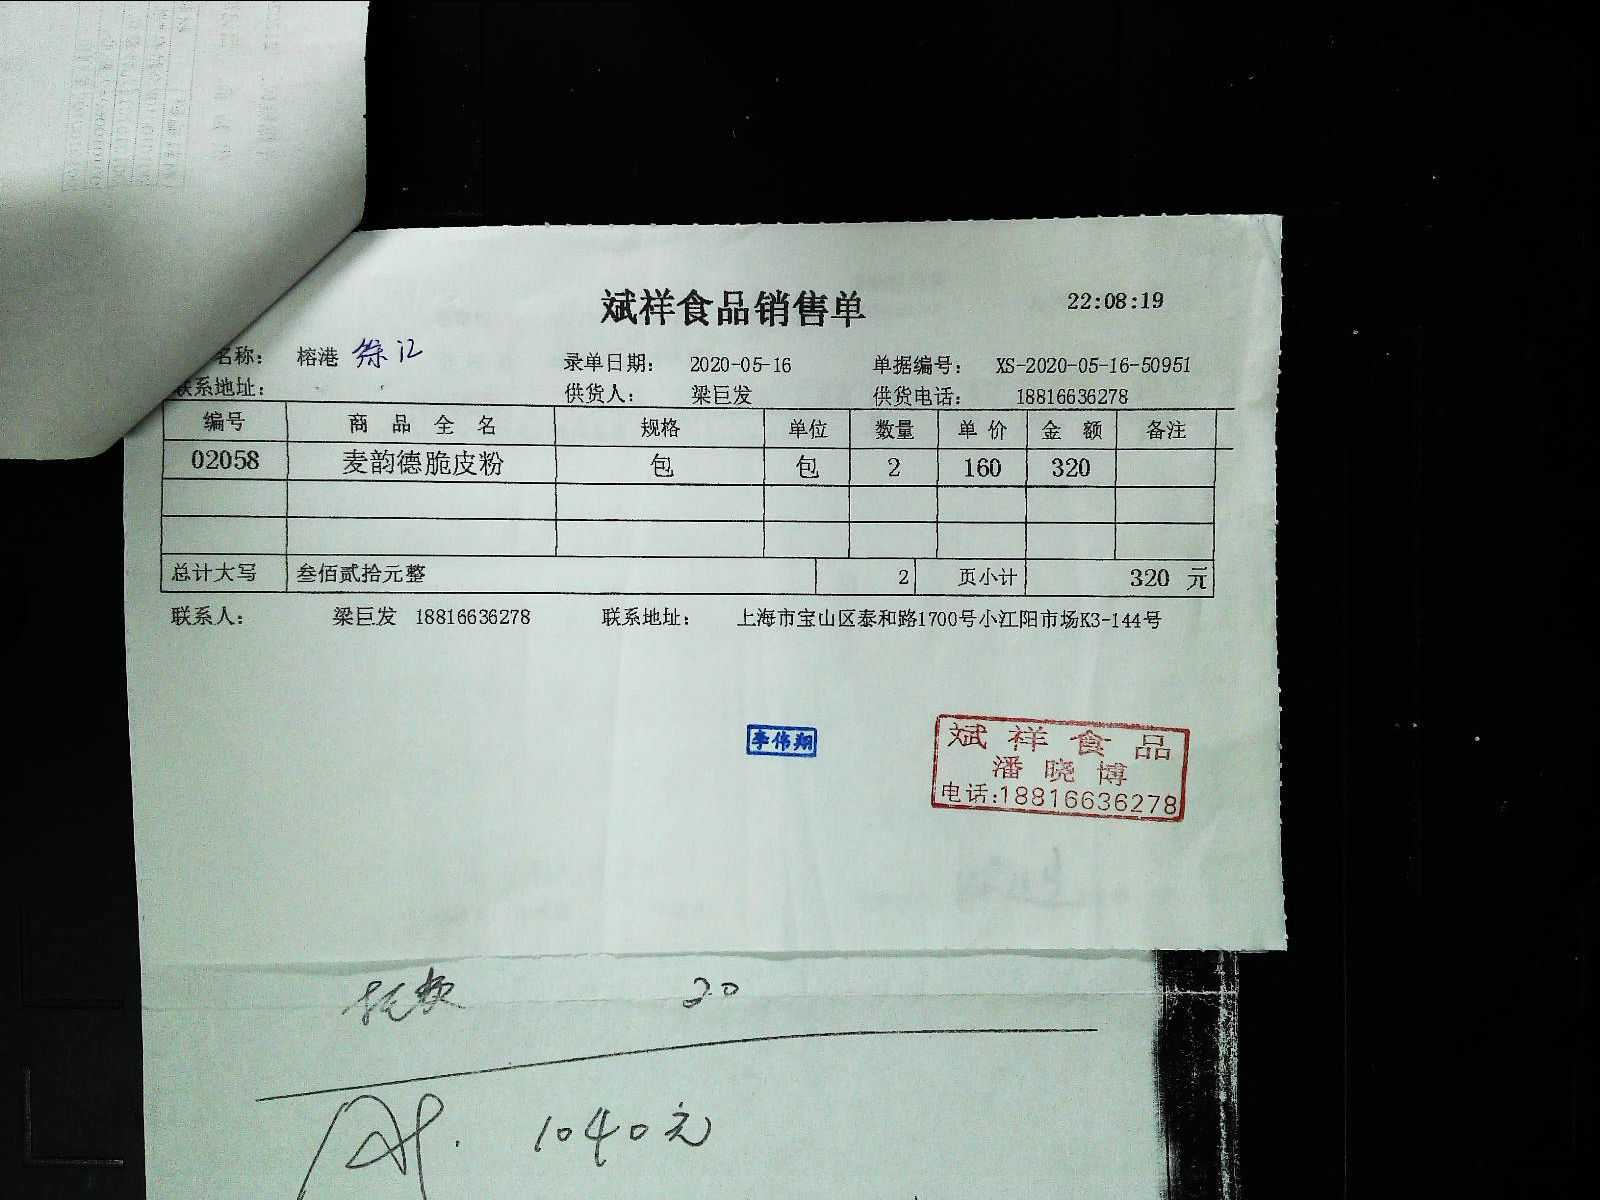 斌祥食品销售单 22:08:19
名称： 榕港 徐汇 录单日期： 2020-05-16 单据编号： XS-2020-05-16-50951
联系地址： 供货人： 梁巨发 供货电话： 18816636278
编号 商 品 全 名 规格 单位 数量 单 价 金 额 备注
02058 麦韵德脆皮粉 包 包 2 160 320
总计大写 叁佰贰拾元整 2 页小计 320 元
联系人： 梁巨发 18816636278 联系地址： 上海市宝山区泰和路1700号小江阳市场K3-144号
李伟翔
斌祥食品
潘晓博
电话:18816636278
20
1040元